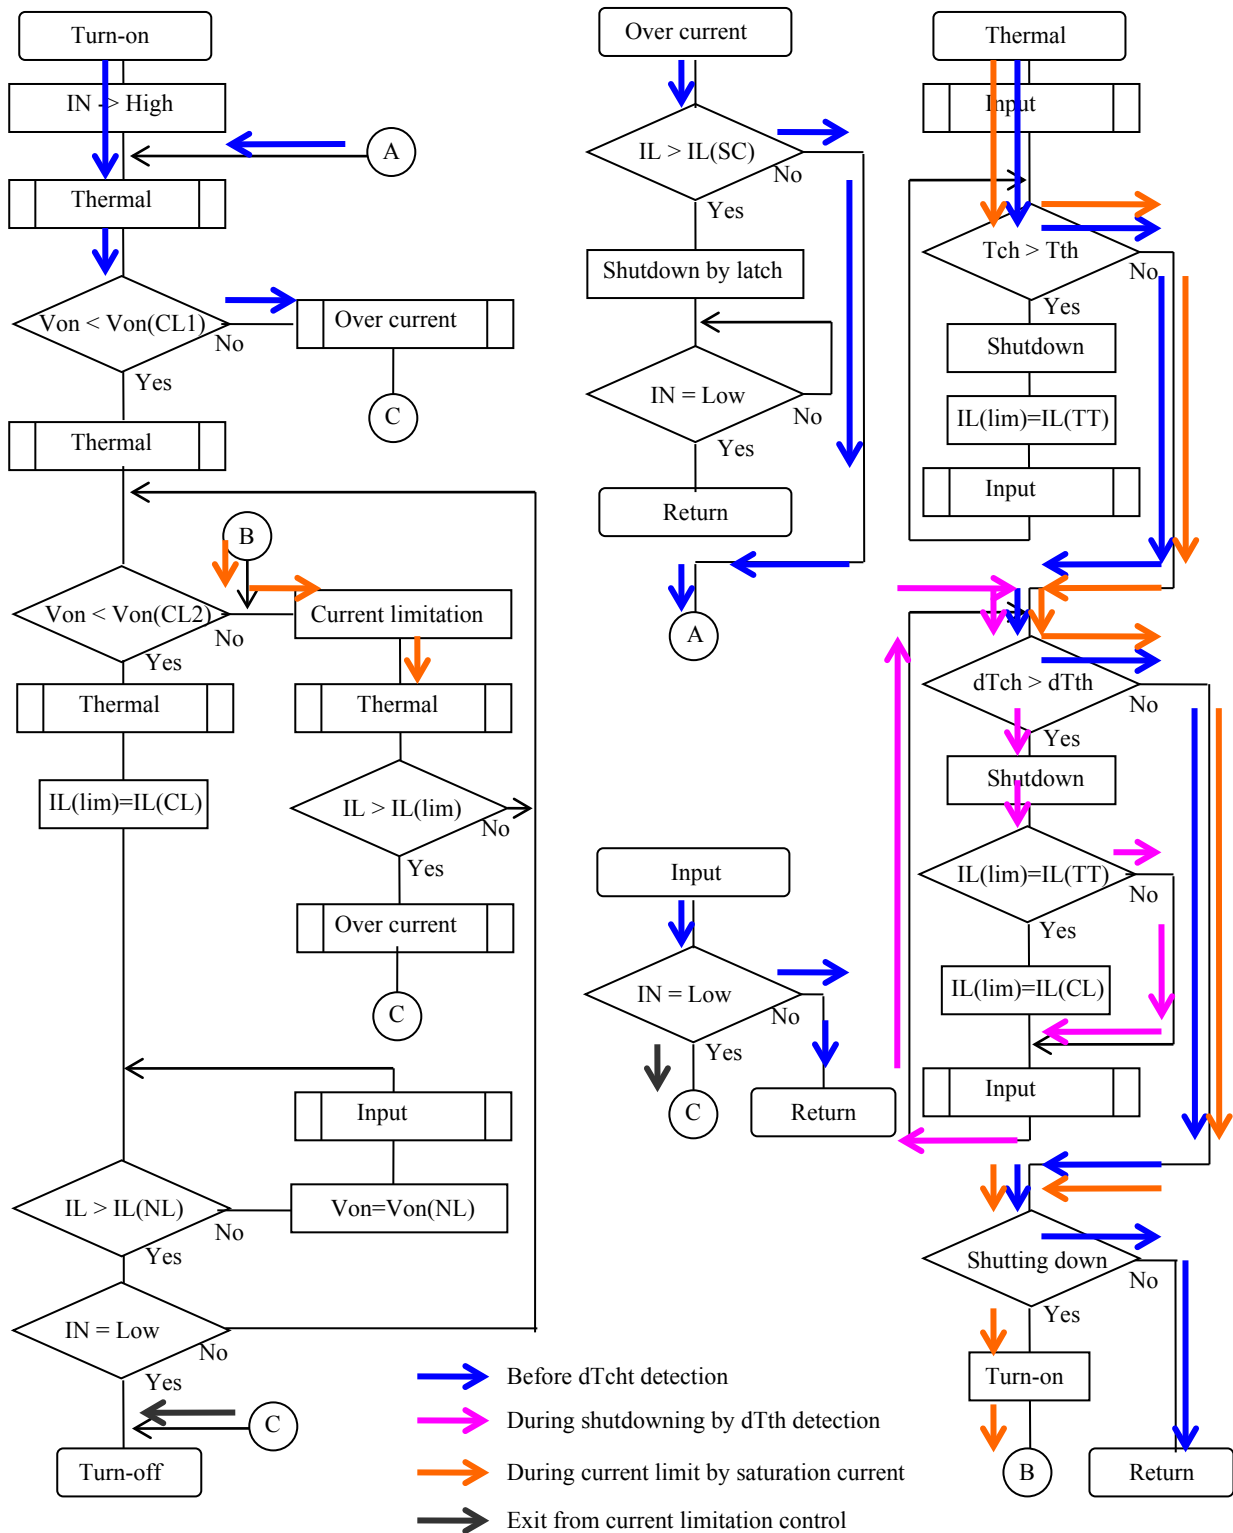 Turn-on
IN -> High
A
Thermal
Von < Von(CL1)
No
Yes
Over current
C
Thermal
B
Von < Von(CL2)
No
Yes
Current limitation
Thermal
Thermal
IL(lim)=IL(CL)
IL > IL(lim)
No
Yes
Over current
C
Input
Von=Von(NL)
IL > IL(NL)
No
Yes
IN = Low
No
Yes
C
Turn-off
Over current
IL > IL(SC)
No
Yes
Shutdown by latch
IN = Low
No
Yes
Return
A
Input
IN = Low
No
Yes
C
Return
Thermal
Input
Tch > Tth
No
Yes
Shutdown
IL(lim)=IL(TT)
Input
dTch > dTth
No
Yes
Shutdown
IL(lim)=IL(TT)
No
Yes
IL(lim)=IL(CL)
Input
Shutting down
No
Yes
Turn-on
B
Return
Before dTcht detection
During shutdowning by dTth detection
During current limit by saturation current
Exit from current limitation control